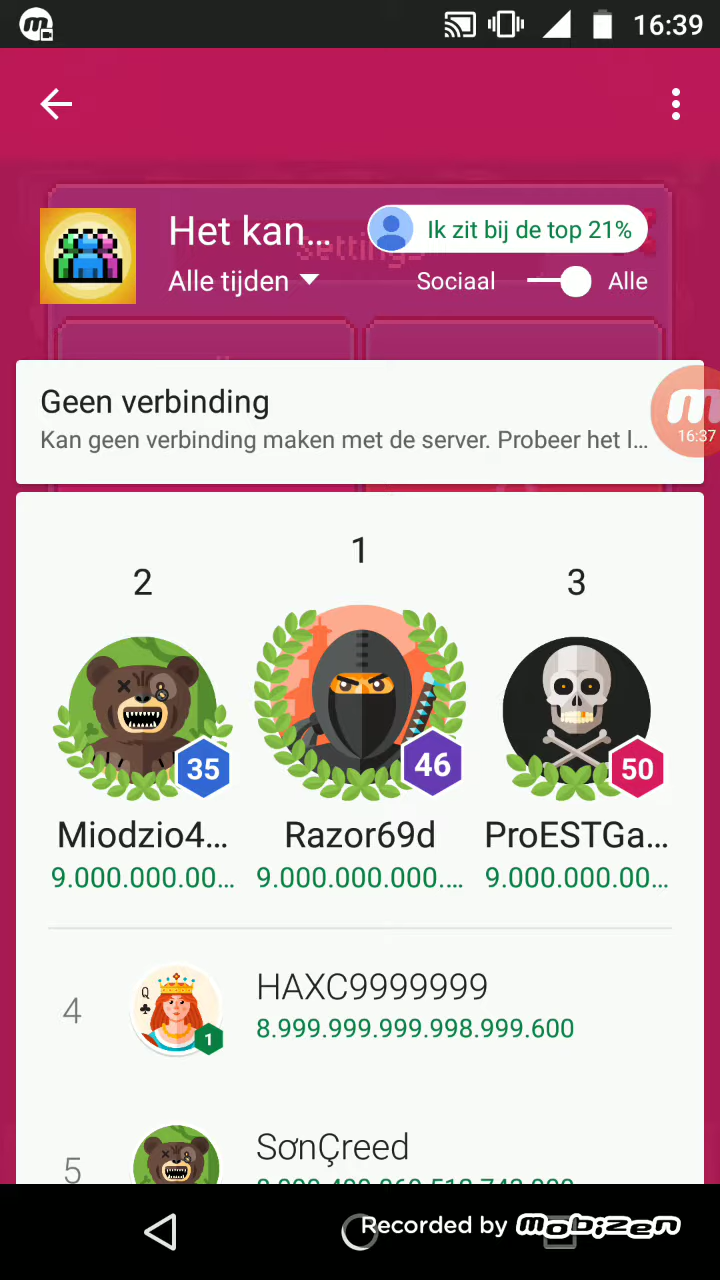 16:39
Het kan...
Ik zit bij de top 21%
Alle tijden
Sociaal
Alle
Geen verbinding
Kan geen verbinding maken met de server. Probeer het l...
16:37
1
2
3
35
46
50
Miodzio4...
Razor69d
ProESTGa...
9.000.000.00...
9.000.000.000....
9.000.000.00...
4
Q
1
HAXC9999999
8.999.999.999.998.999.600
5
SơnÇreed
Recorded by mobizen